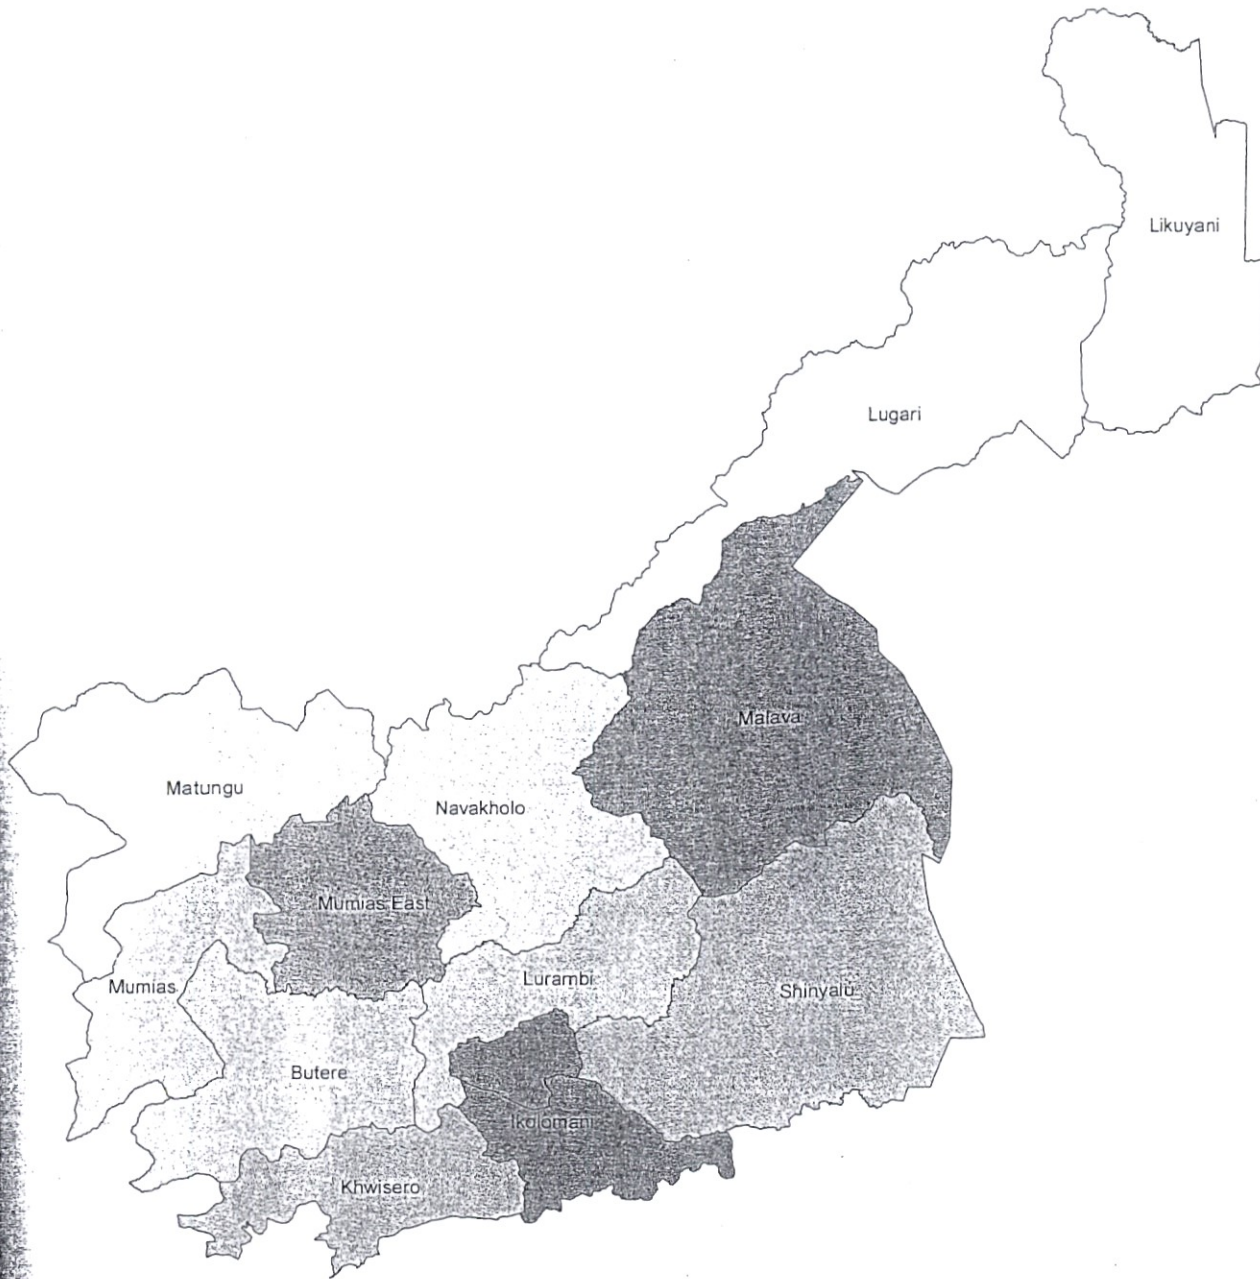 Likuyani
Lugari
Malava
Matungu
Navakholo
Mumias East
Mumias
Lurambi
Shinyalu
Butere
Ikolomani
Khwisero